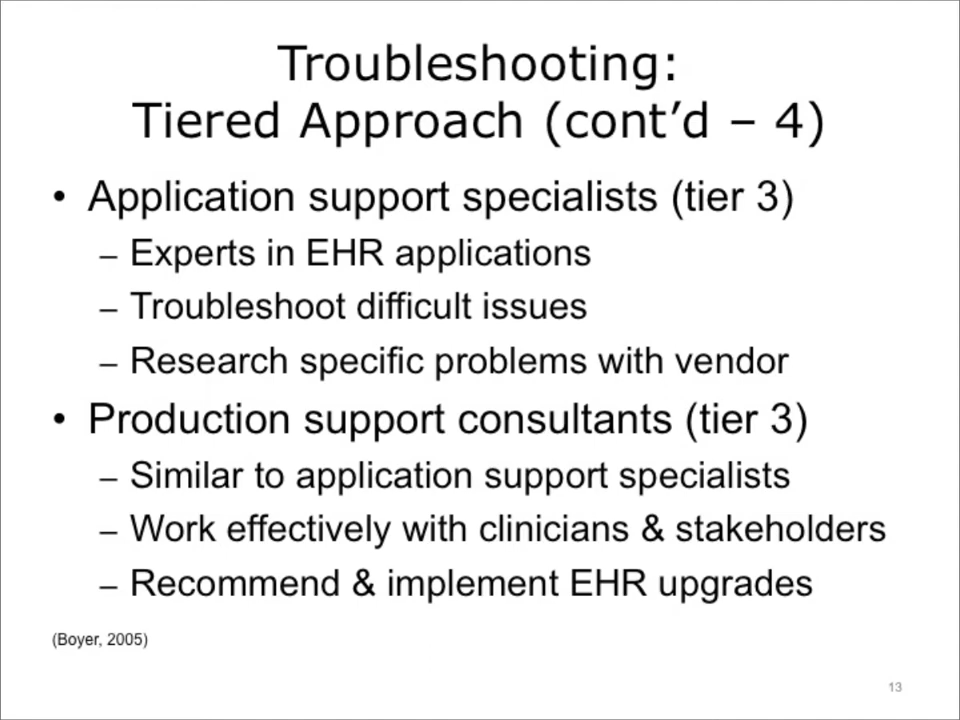 Troubleshooting:
Tiered Approach (cont’d – 4)
• Application support specialists (tier 3)
– Experts in EHR applications
– Troubleshoot difficult issues
– Research specific problems with vendor
• Production support consultants (tier 3)
– Similar to application support specialists
– Work effectively with clinicians & stakeholders
– Recommend & implement EHR upgrades
(Boyer, 2005)
13